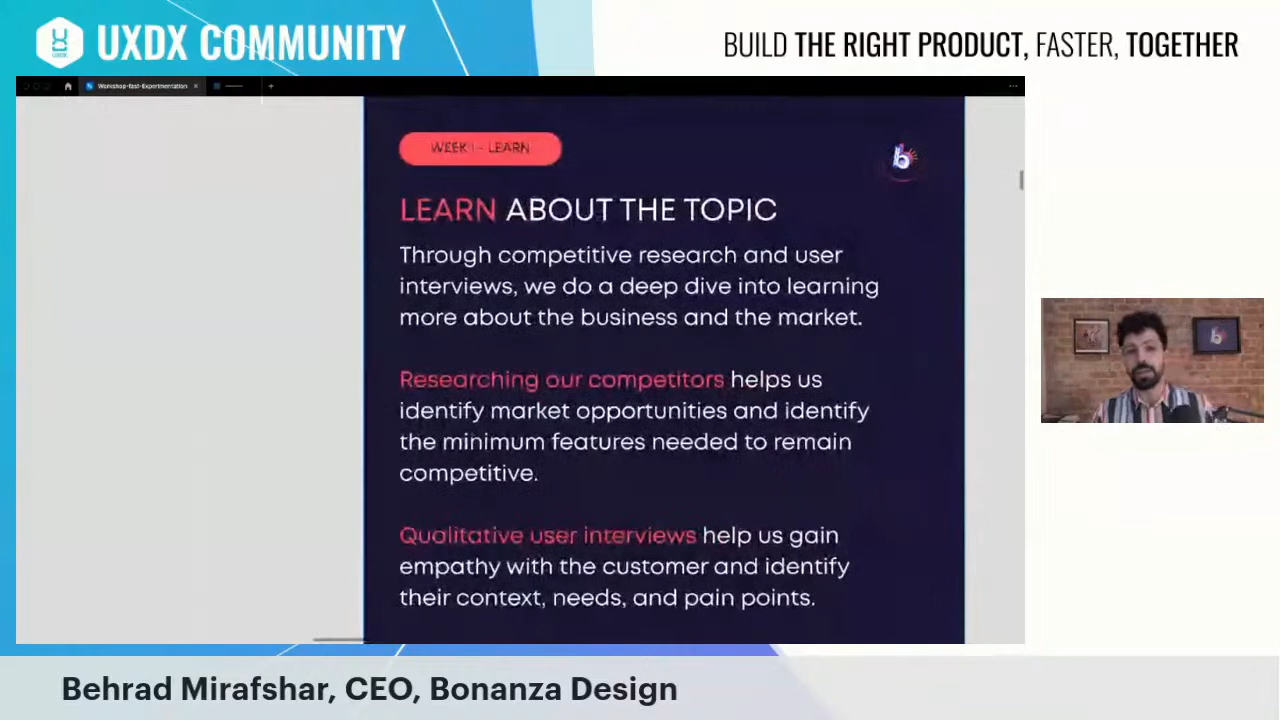 UXDX COMMUNITY
BUILD THE RIGHT PRODUCT, FASTER, TOGETHER
Workshop-fast-Experimentation
WEEK 1 - LEARN
LEARN ABOUT THE TOPIC
Through competitive research and user
interviews, we do a deep dive into learning
more about the business and the market.
Researching our competitors helps us
identify market opportunities and identify
the minimum features needed to remain
competitive.
Qualitative user interviews help us gain
empathy with the customer and identify
their context, needs, and pain points.
Behrad Mirafshar, CEO, Bonanza Design